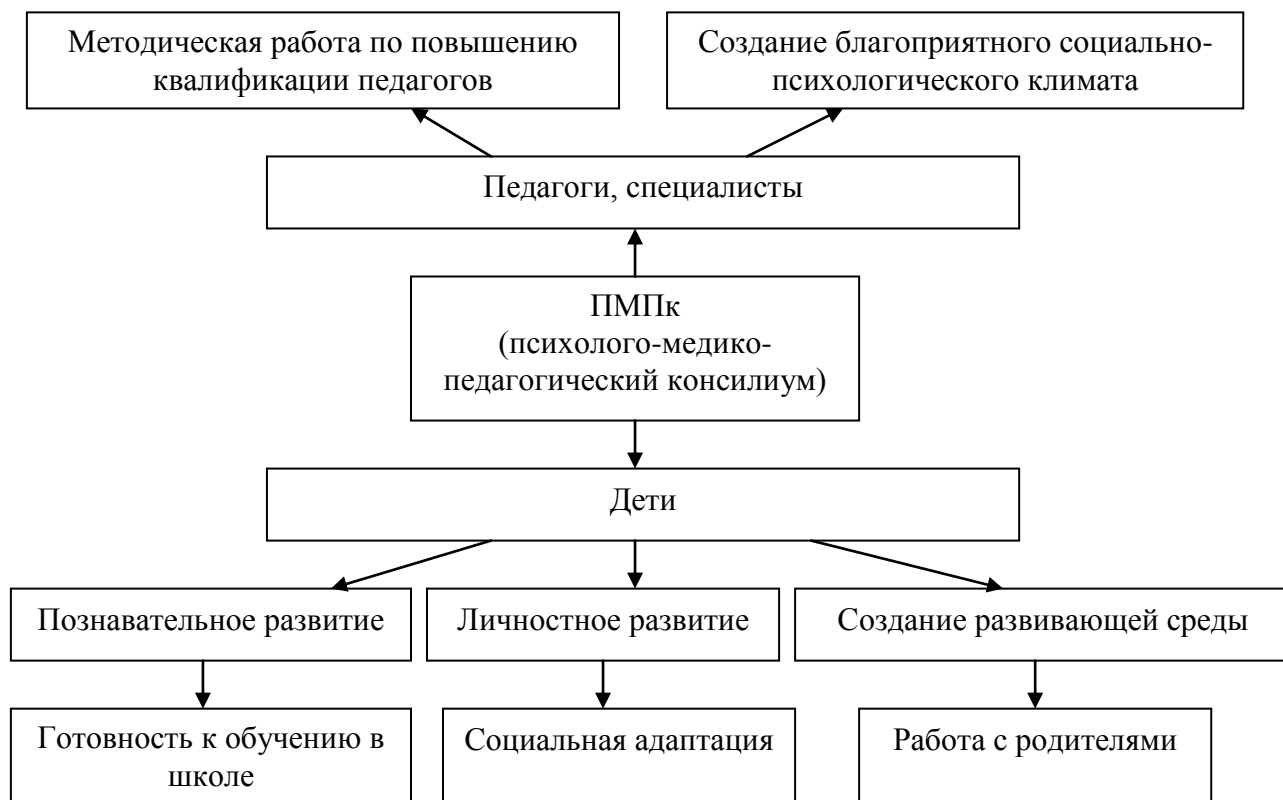 Методическая работа по повышению
квалификации педагогов
Создание благоприятного социально-
психологического климата
Педагоги, специалисты
ПМПк
(психолого-медико-
педагогический консилиум)
Дети
Познавательное развитие
Личностное развитие
Создание развивающей среды
Готовность к обучению в
школе
Социальная адаптация
Работа с родителями